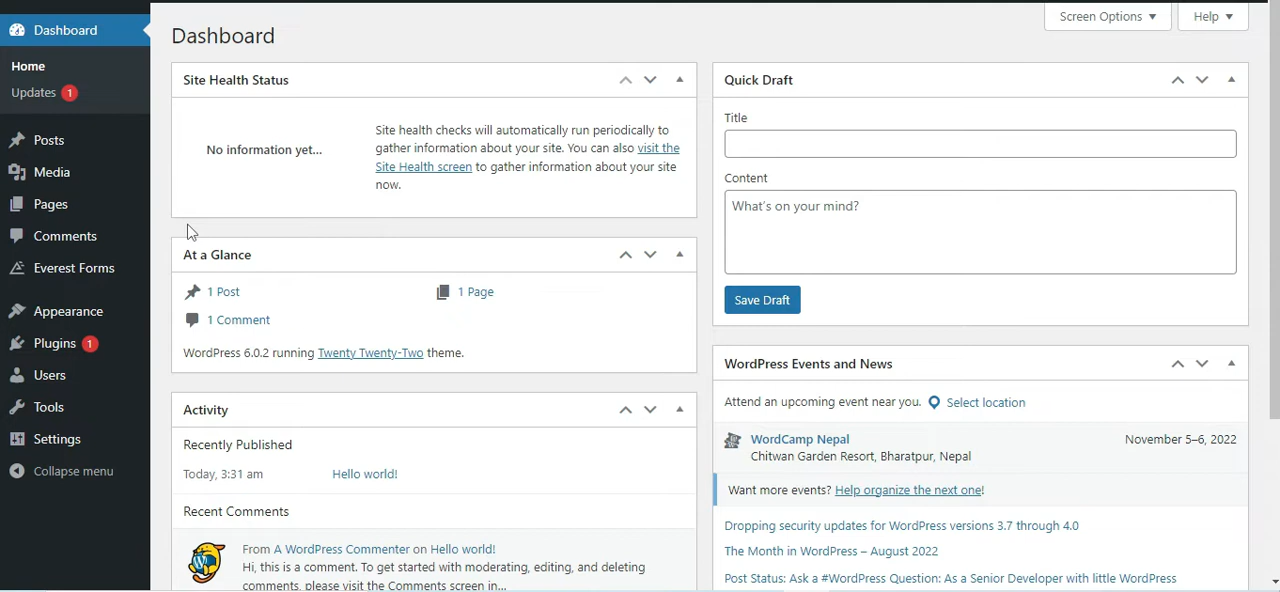 Screen Options
Help
Dashboard
Home
Updates 1
Posts
Media
Pages
Comments
Everest Forms
Appearance
Plugins 1
Users
Tools
Settings
Collapse menu
Dashboard
Site Health Status
No information yet...
Site health checks will automatically run periodically to
gather information about your site. You can also visit the
Site Health screen to gather information about your site
now.
At a Glance
1 Post
1 Page
1 Comment
WordPress 6.0.2 running Twenty Twenty-Two theme.
Activity
Recently Published
Today, 3:31 am Hello world!
Recent Comments
From A WordPress Commenter on Hello world!
Hi, this is a comment. To get started with moderating, editing, and deleting
comments, please visit the Comments screen in...
Quick Draft
Title
Content
What's on your mind?
Save Draft
WordPress Events and News
Attend an upcoming event near you. Select location
WordCamp Nepal November 5–6, 2022
Chitwan Garden Resort, Bharatpur, Nepal
Want more events? Help organize the next one!
Dropping security updates for WordPress versions 3.7 through 4.0
The Month in WordPress – August 2022
Post Status: Ask a #WordPress Question: As a Senior Developer with little WordPress